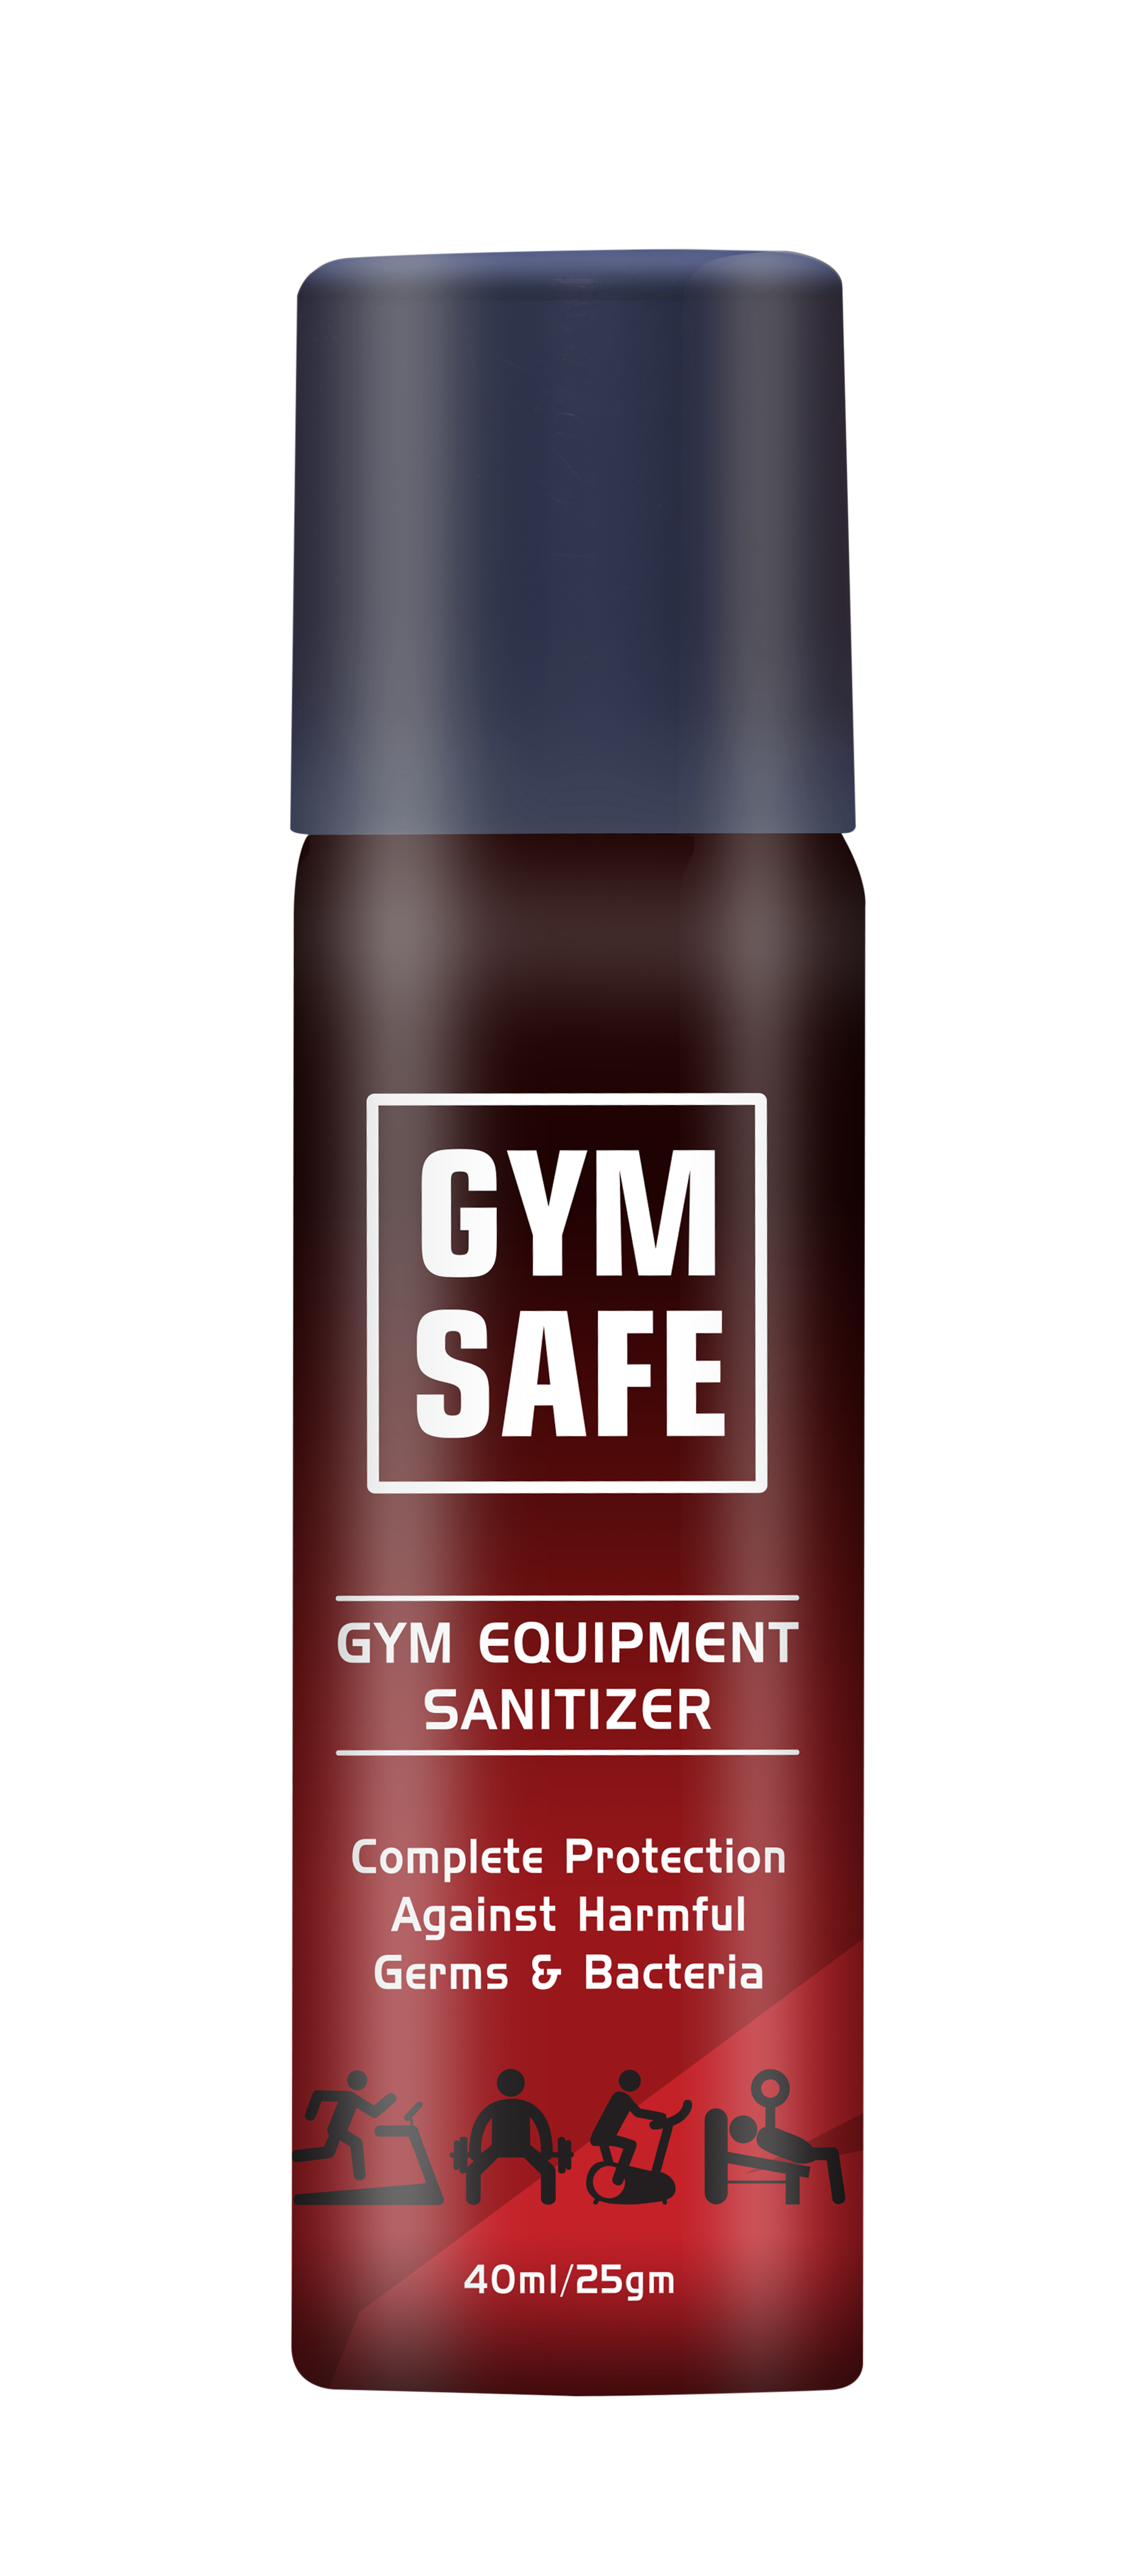 GYM
SAFE
GYM EQUIPMENT
SANITIZER
Complete Protection
Against Harmful
Germs & Bacteria
40ml/25gm